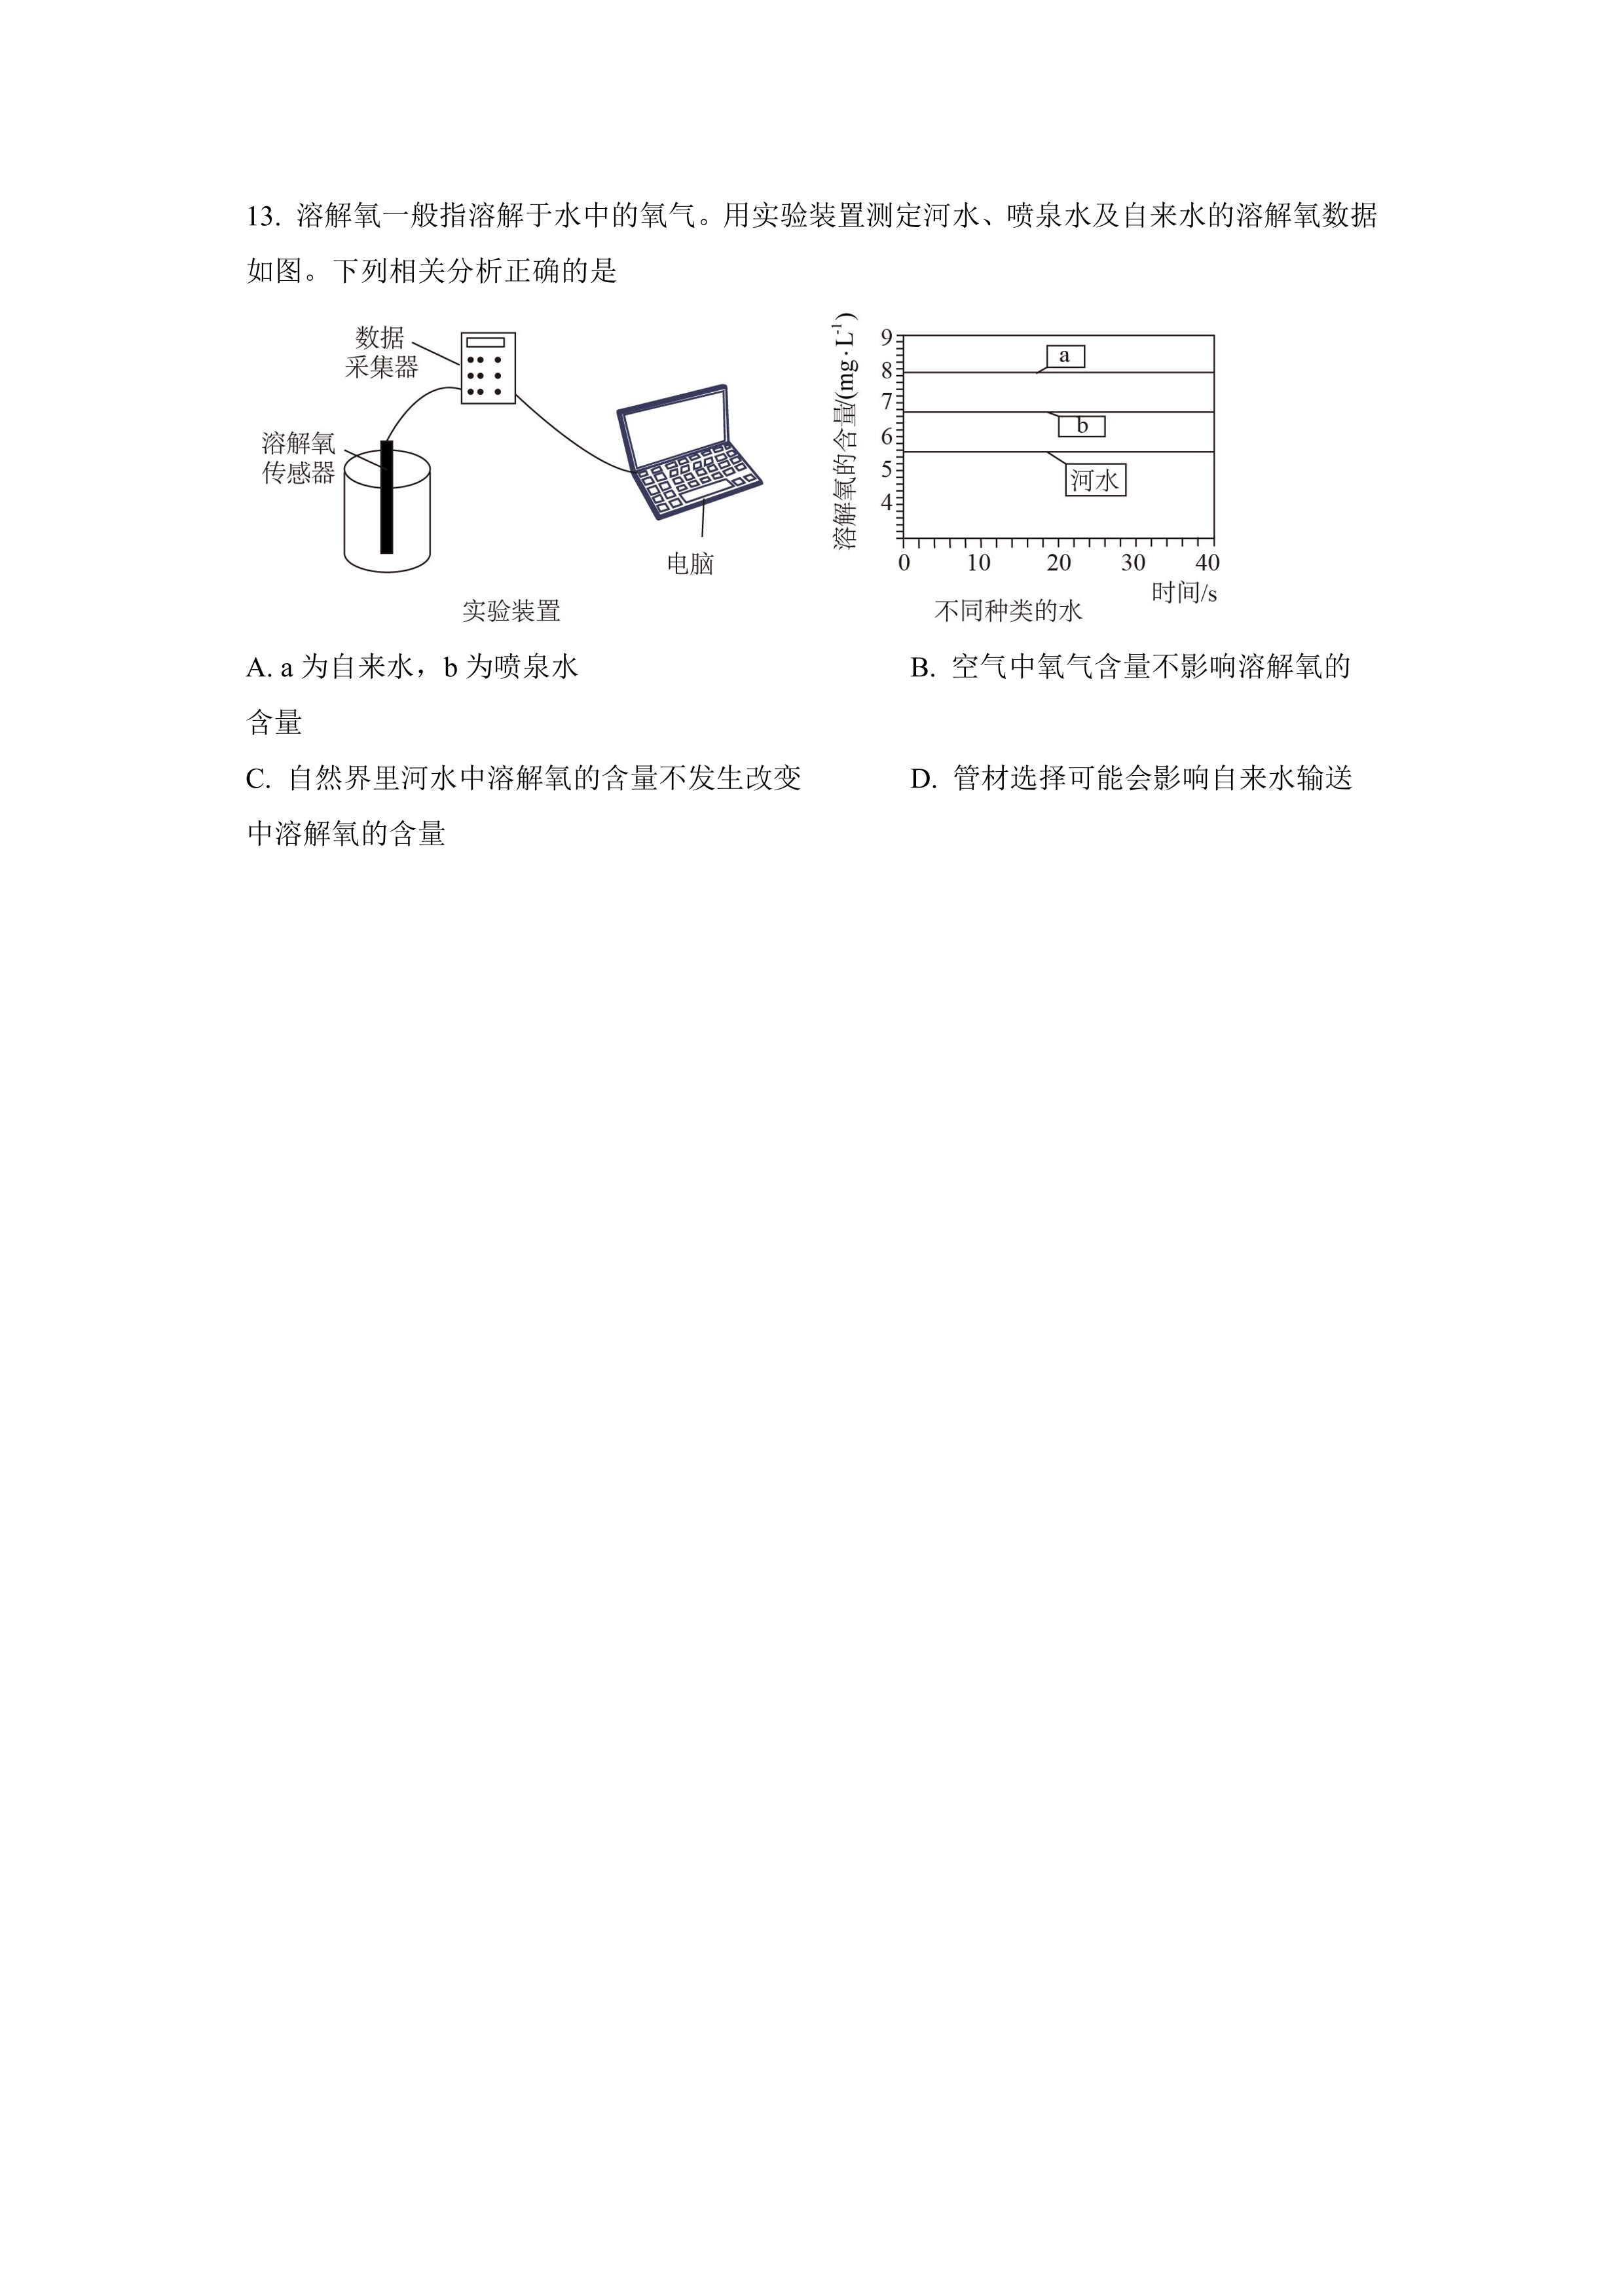 13. 溶解氧一般指溶解于水中的氧气。用实验装置测定河水、喷泉水及自来水的溶解氧数据
如图。下列相关分析正确的是
数据
采集器
溶解氧
传感器
电脑
实验装置
溶解氧的含量/(mg·L⁻¹)
9
8
7
6
5
4
a
b
河水
0 10 20 30 40
时间/s
不同种类的水
A. a 为自来水，b 为喷泉水 B. 空气中氧气含量不影响溶解氧的
含量
C. 自然界里河水中溶解氧的含量不发生改变 D. 管材选择可能会影响自来水输送
中溶解氧的含量